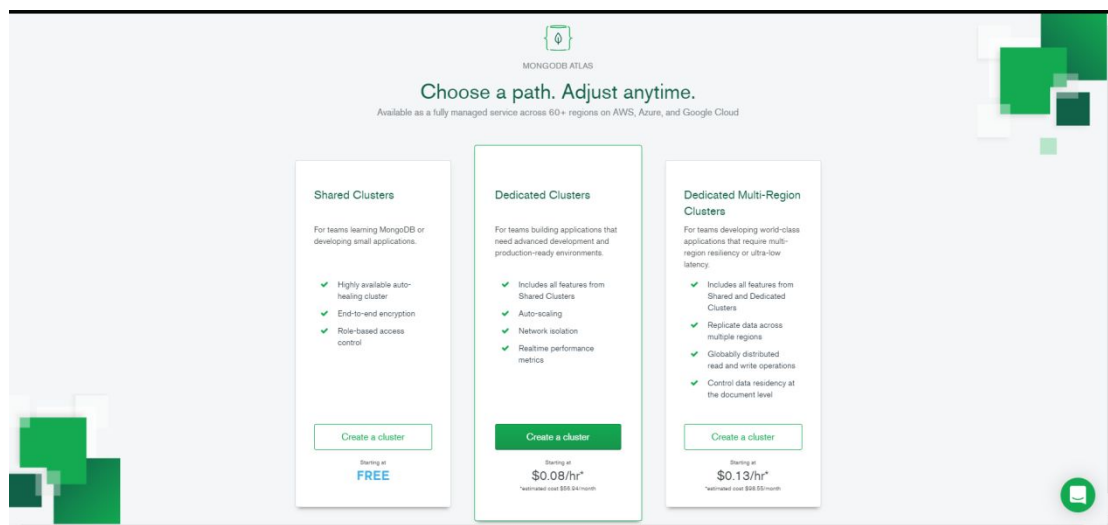 MONGODB ATLAS
Choose a path. Adjust anytime.
Available as a fully managed service across 60+ regions on AWS, Azure, and Google Cloud
Shared Clusters
For teams learning MongoDB or
developing small applications.
Highly available auto-
healing cluster
End-to-end encryption
Role-based access
control
Create a cluster
Starting at
FREE
Dedicated Clusters
For teams building applications that
need advanced development and
production-ready environments.
Includes all features from
Shared Clusters
Auto-scaling
Network isolation
Realtime performance
metrics
Create a cluster
Starting at
$0.08/hr*
*estimated cost $56.94/month
Dedicated Multi-Region
Clusters
For teams developing world-class
applications that require multi-
region resiliency or ultra-low
latency.
Includes all features from
Shared and Dedicated
Clusters
Replicate data across
multiple regions
Globally distributed
read and write operations
Control data residency at
the document level
Create a cluster
Starting at
$0.13/hr*
*estimated cost $98.55/month